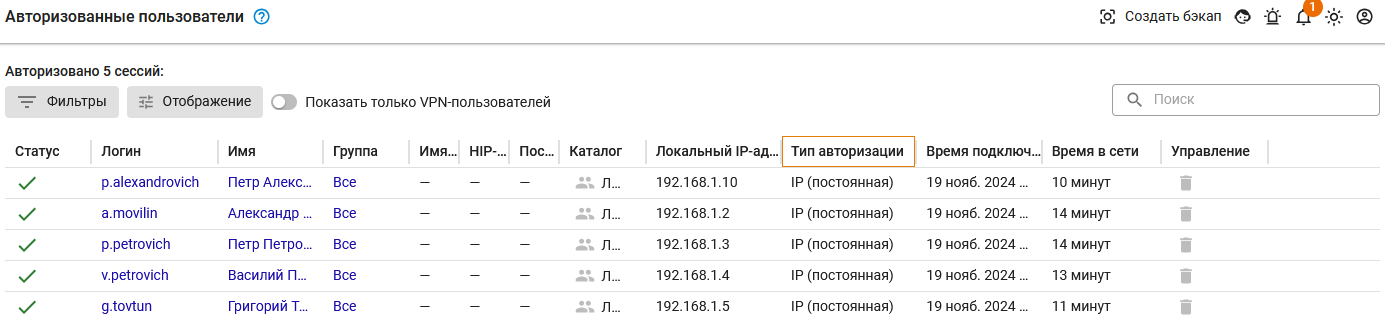 Авторизованные пользователи ? Создать бэкап 1
Авторизовано 5 сессий:
Фильтры Отображение Показать только VPN-пользователей Поиск
Статус Логин Имя Группа Имя... HIP-... Пос... Каталог Локальный IP-ад... Тип авторизации Время подключ... Время в сети Управление
p.alexandrovich Петр Алекс... Все — — — Л... 192.168.1.10 IP (постоянная) 19 нояб. 2024 ... 10 минут
a.movilin Александр ... Все — — — Л... 192.168.1.2 IP (постоянная) 19 нояб. 2024 ... 14 минут
p.petrovich Петр Петро... Все — — — Л... 192.168.1.3 IP (постоянная) 19 нояб. 2024 ... 14 минут
v.petrovich Василий П... Все — — — Л... 192.168.1.4 IP (постоянная) 19 нояб. 2024 ... 13 минут
g.tovtun Григорий Т... Все — — — Л... 192.168.1.5 IP (постоянная) 19 нояб. 2024 ... 11 минут